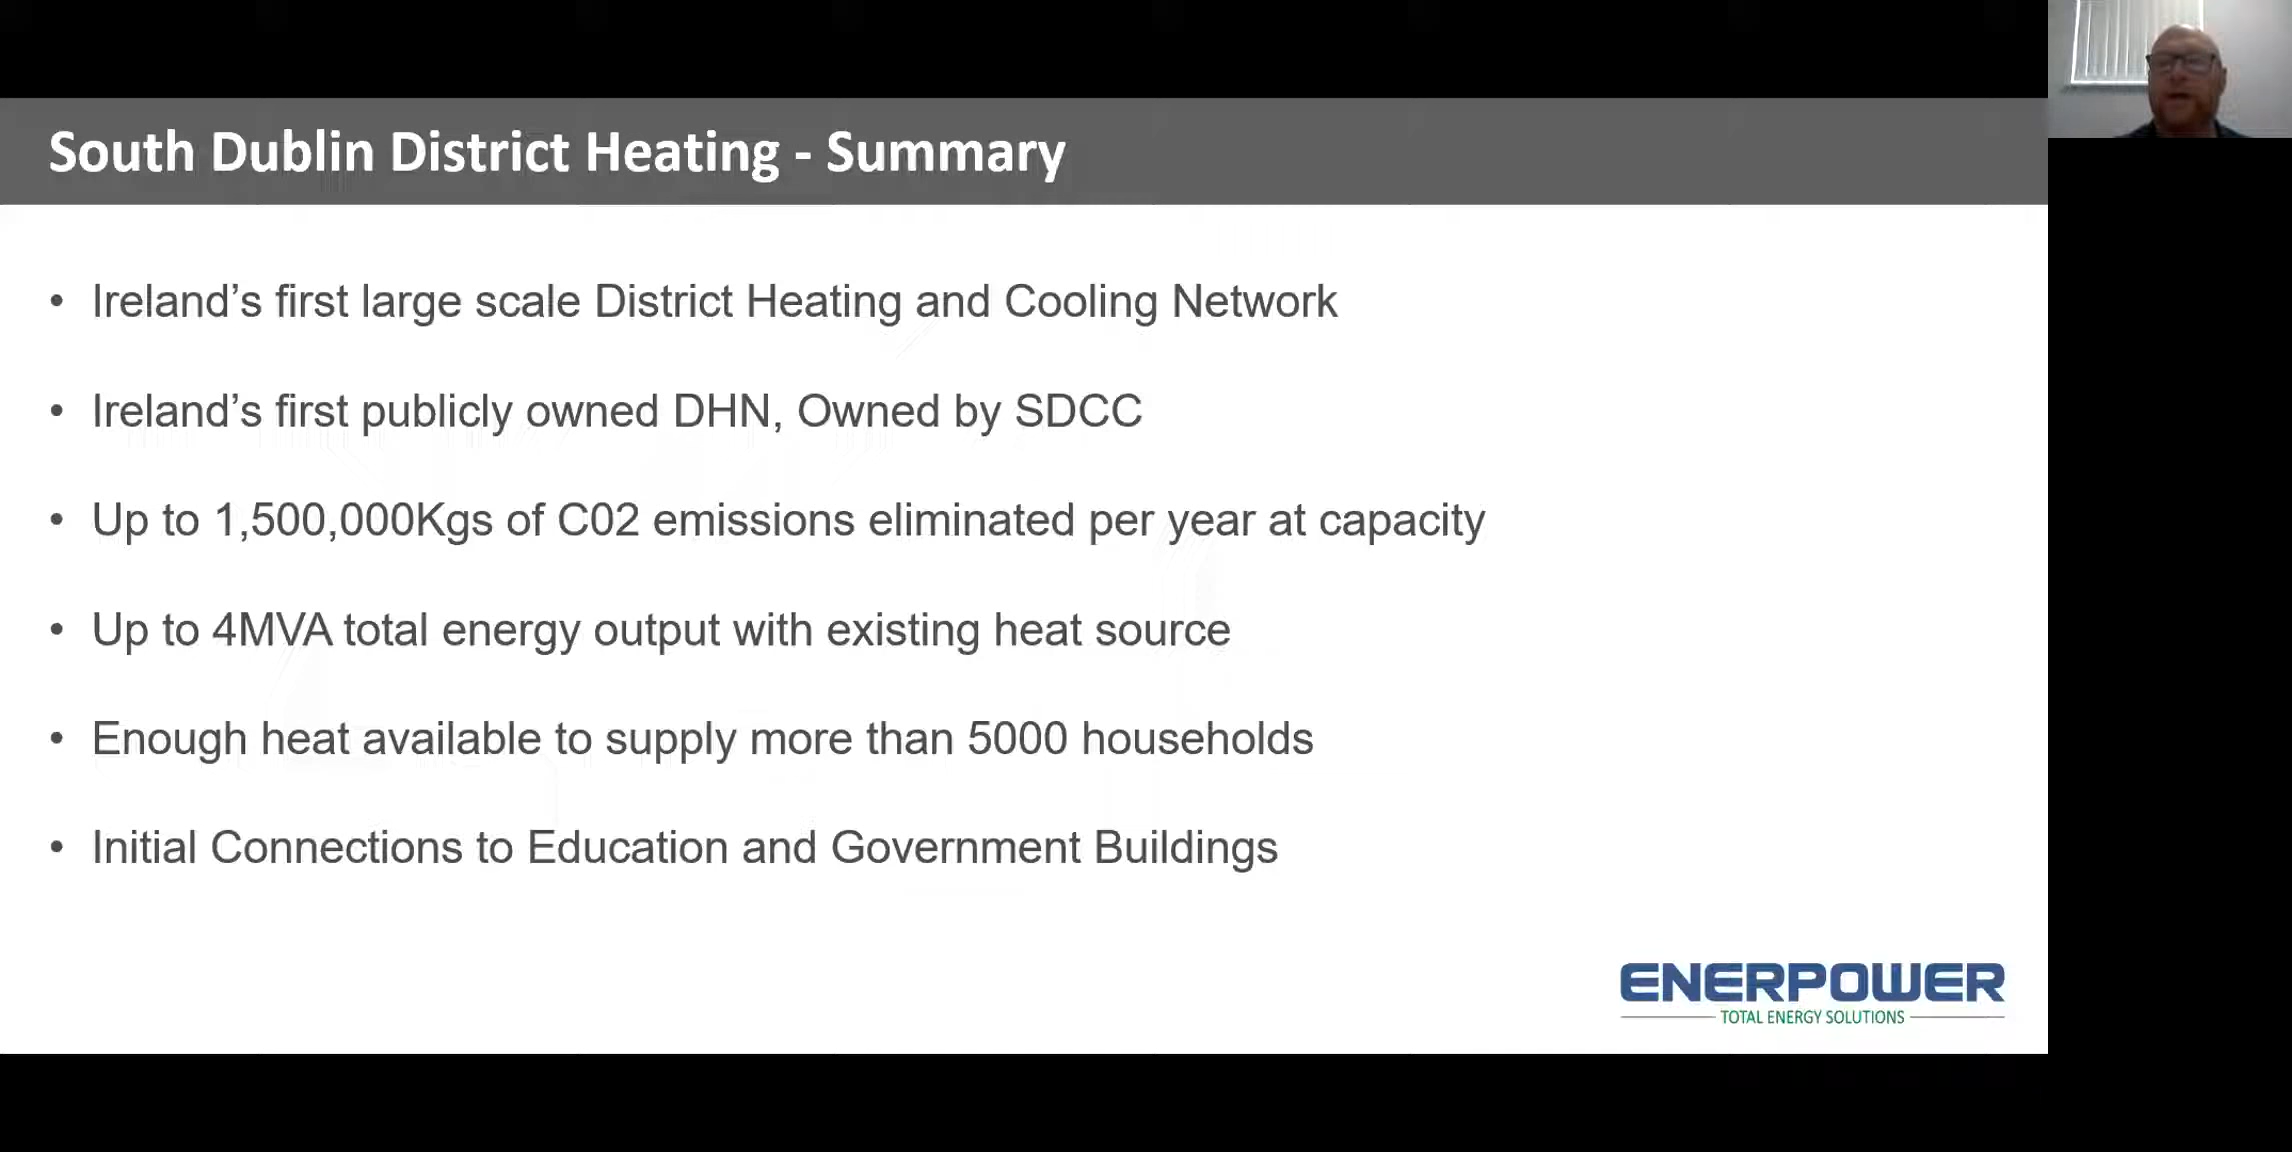 South Dublin District Heating - Summary
• Ireland’s first large scale District Heating and Cooling Network
• Ireland’s first publicly owned DHN, Owned by SDCC
• Up to 1,500,000Kgs of C02 emissions eliminated per year at capacity
• Up to 4MVA total energy output with existing heat source
• Enough heat available to supply more than 5000 households
• Initial Connections to Education and Government Buildings
ENERPOWER
TOTAL ENERGY SOLUTIONS